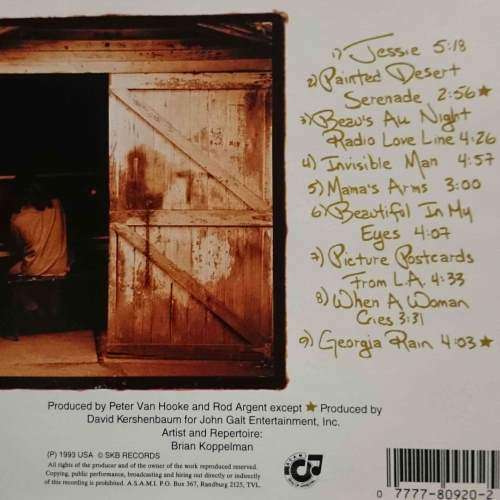 1) Jessie 5:18
2) Painted Desert
Serenade 2:56 ★
3) Beau's All Night
Radio Love Line 4:26
4) Invisible Man 4:57
5) Mama's Arms 3:00
6) Beautiful In My
Eyes 4:07
7) Picture Postcards
From L.A. 4:33
8) When A Woman
Cries 3:31
9) Georgia Rain 4:03 ★
Produced by Peter Van Hooke and Rod Argent except ★ Produced by
David Kershenbaum for John Galt Entertainment, Inc.
Artist and Repertoire:
Brian Koppelman
(P) 1993 USA © SKB RECORDS
All rights of the producer and of the owner of the work reproduced reserved.
Copying, public performance, broadcasting and hiring out directly or indirectly
of this recording is prohibited. A.S.A.M.I. P.O. Box 367, Randburg 2125, TVL.
0 7777-80920-2